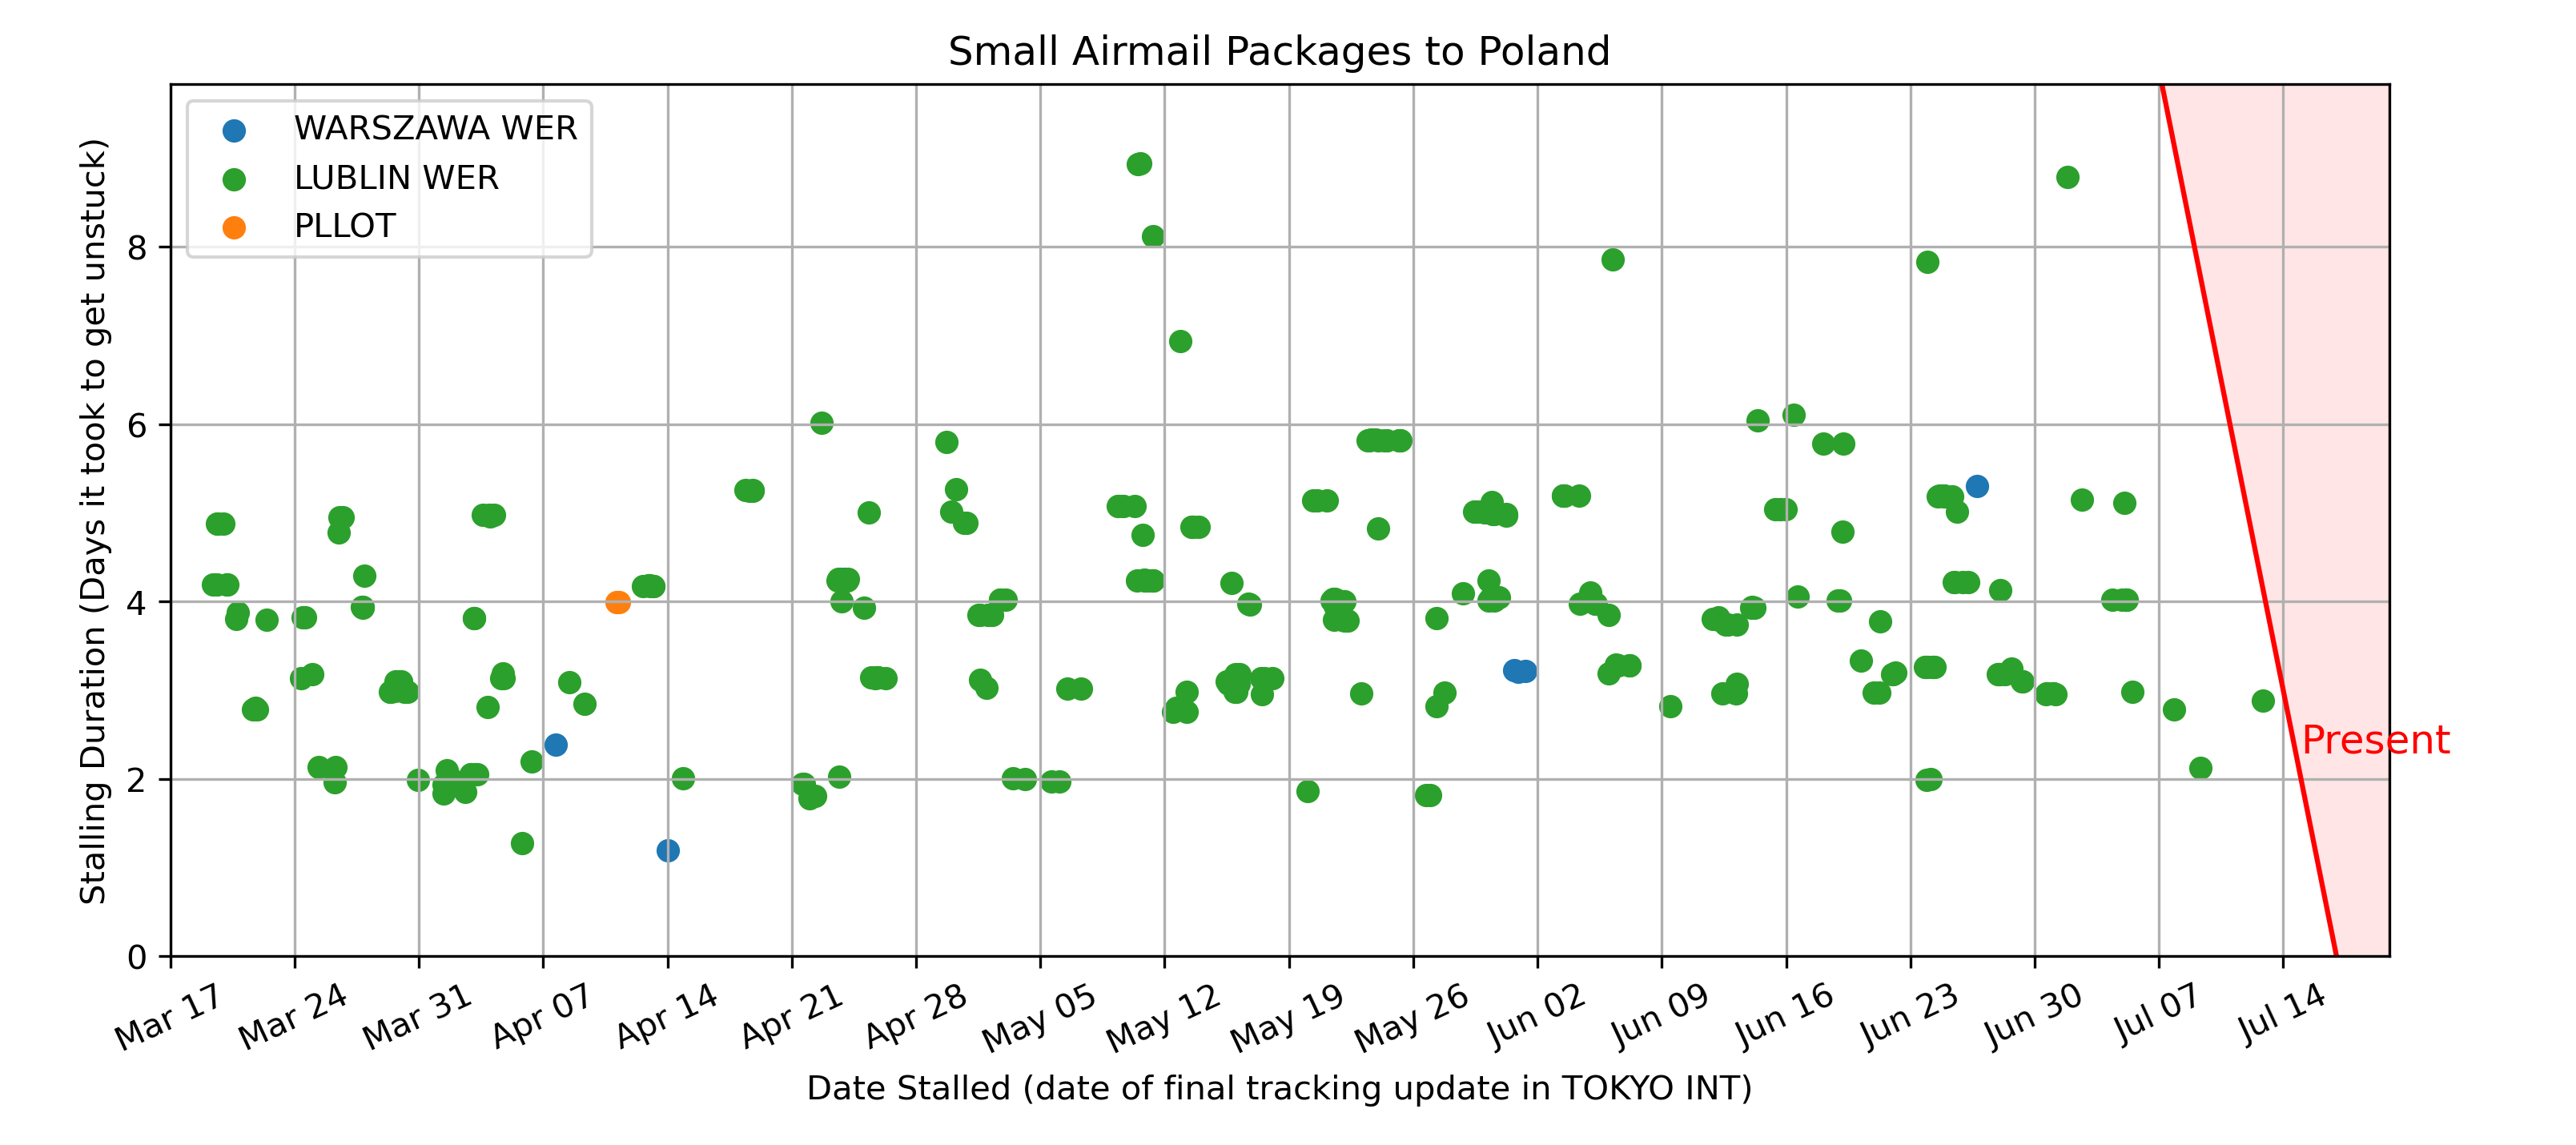 Small Airmail Packages to Poland
WARSZAWA WER
LUBLIN WER
PLLOT
Stalling Duration (Days it took to get unstuck)
8
6
4
2
0
Present
Mar 17
Mar 24
Mar 31
Apr 07
Apr 14
Apr 21
Apr 28
May 05
May 12
May 19
May 26
Jun 02
Jun 09
Jun 16
Jun 23
Jun 30
Jul 07
Jul 14
Date Stalled (date of final tracking update in TOKYO INT)